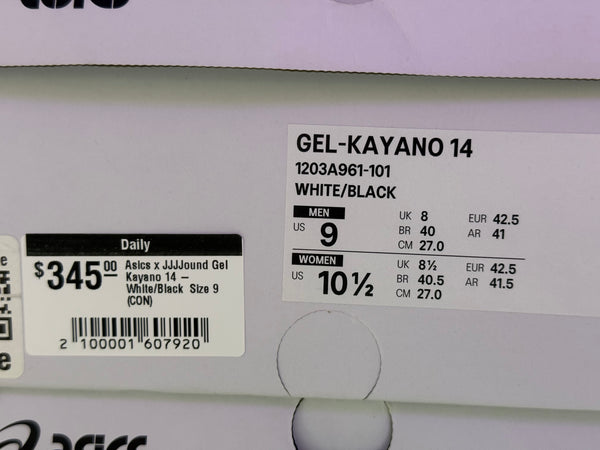 asics
GEL-KAYANO 14
1203A961-101
WHITE/BLACK
MEN
US 9
UK 8 EUR 42.5
BR 40 AR 41
CM 27.0
WOMEN
US 10½
UK 8½ EUR 42.5
BR 40.5 AR 41.5
CM 27.0
Daily
$345.00
Asics x JJJJound Gel
Kayano 14 –
White/Black Size 9
(CON)
2 100001 607920
e
e
asics